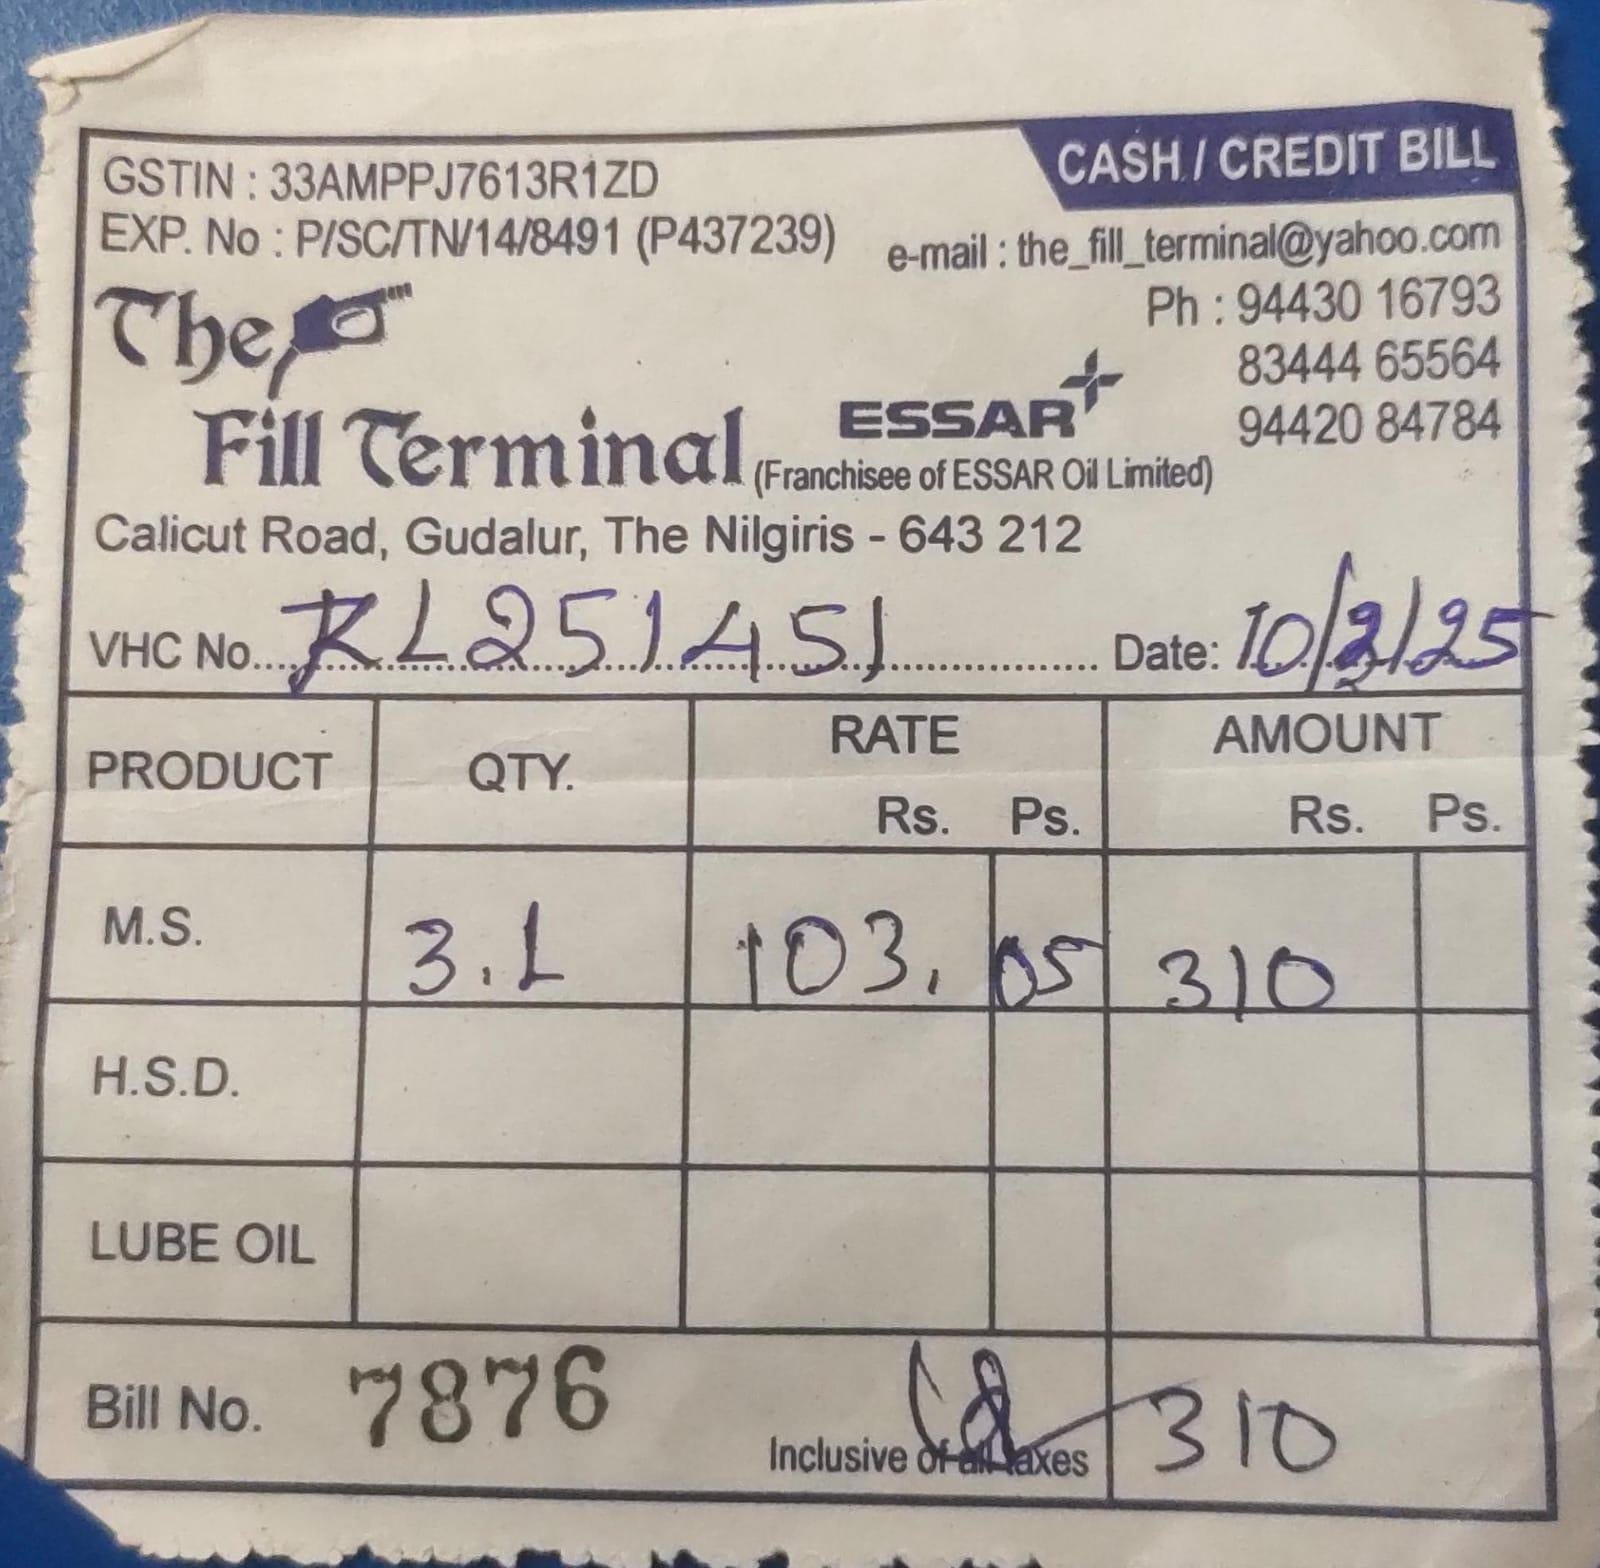 CASH / CREDIT BILL
GSTIN : 33AMPPJ7613R1ZD
EXP. No : P/SC/TN/14/8491 (P437239)
e-mail : the_fill_terminal@yahoo.com
Ph : 94430 16793
83444 65564
94420 84784
The
Fill Terminal
ESSAR
(Franchisee of ESSAR Oil Limited)
Calicut Road, Gudalur, The Nilgiris - 643 212
VHC No. KL251451 Date: 10/2/25
PRODUCT QTY. RATE AMOUNT
Rs. Ps. Rs. Ps.
M.S. 3.L 103. 05 310
H.S.D.
LUBE OIL
Bill No. 7876 310
Inclusive of all taxes